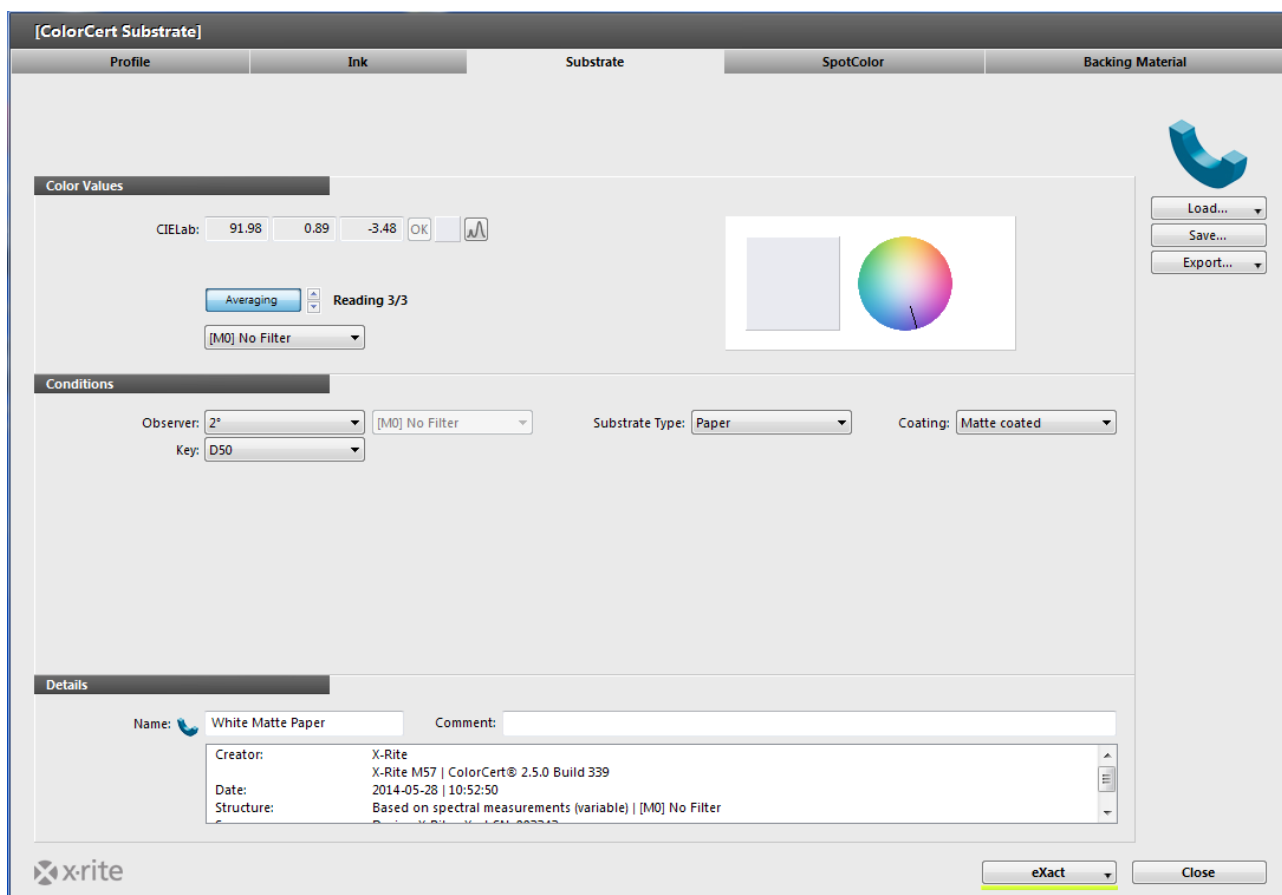 [ColorCert Substrate]
Profile Ink Substrate SpotColor Backing Material
Load...
Save...
Export...
Color Values
CIELab: 91.98 0.89 -3.48 OK
Averaging Reading 3/3
[M0] No Filter
Conditions
Observer: 2° [M0] No Filter Substrate Type: Paper Coating: Matte coated
Key: D50
Details
Name: White Matte Paper Comment:
Creator: X-Rite
X-Rite M57 | ColorCert® 2.5.0 Build 339
Date: 2014-05-28 | 10:52:50
Structure: Based on spectral measurements (variable) | [M0] No Filter
x·rite eXact Close